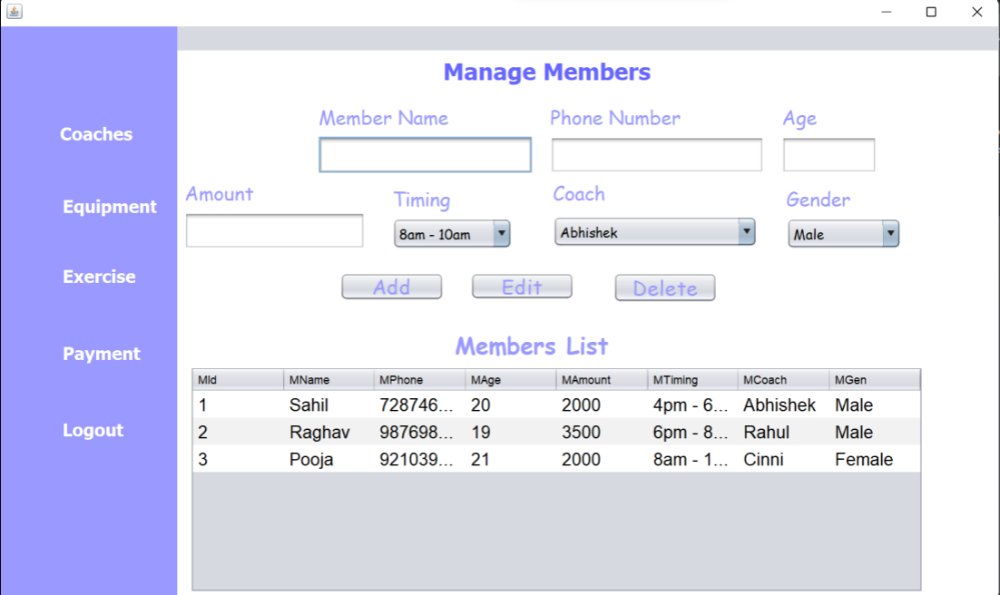 Manage Members
Coaches
Equipment
Exercise
Payment
Logout
Member Name Phone Number Age
Amount Timing Coach Gender
8am - 10am Abhishek Male
Add Edit Delete
Members List
MId MName MPhone MAge MAmount MTiming MCoach MGen
1 Sahil 728746... 20 2000 4pm - 6... Abhishek Male
2 Raghav 987698... 19 3500 6pm - 8... Rahul Male
3 Pooja 921039... 21 2000 8am - 1... Cinni Female